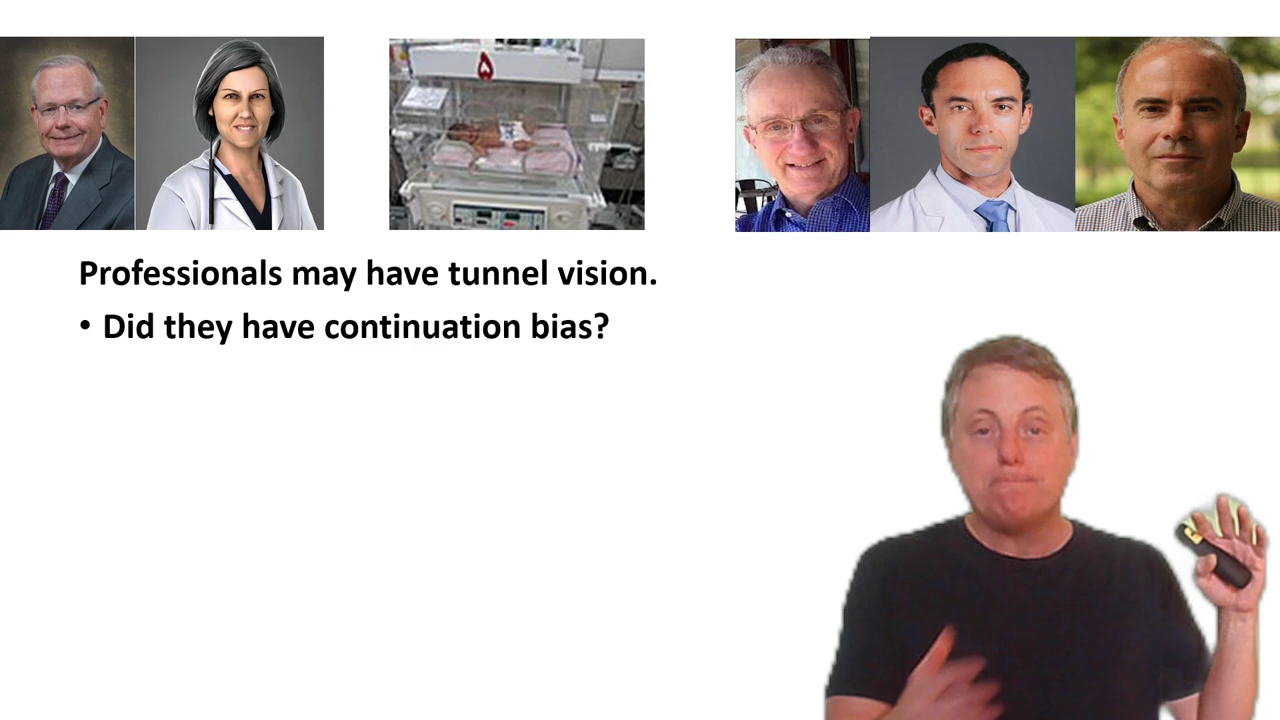 Professionals may have tunnel vision.
• Did they have continuation bias?